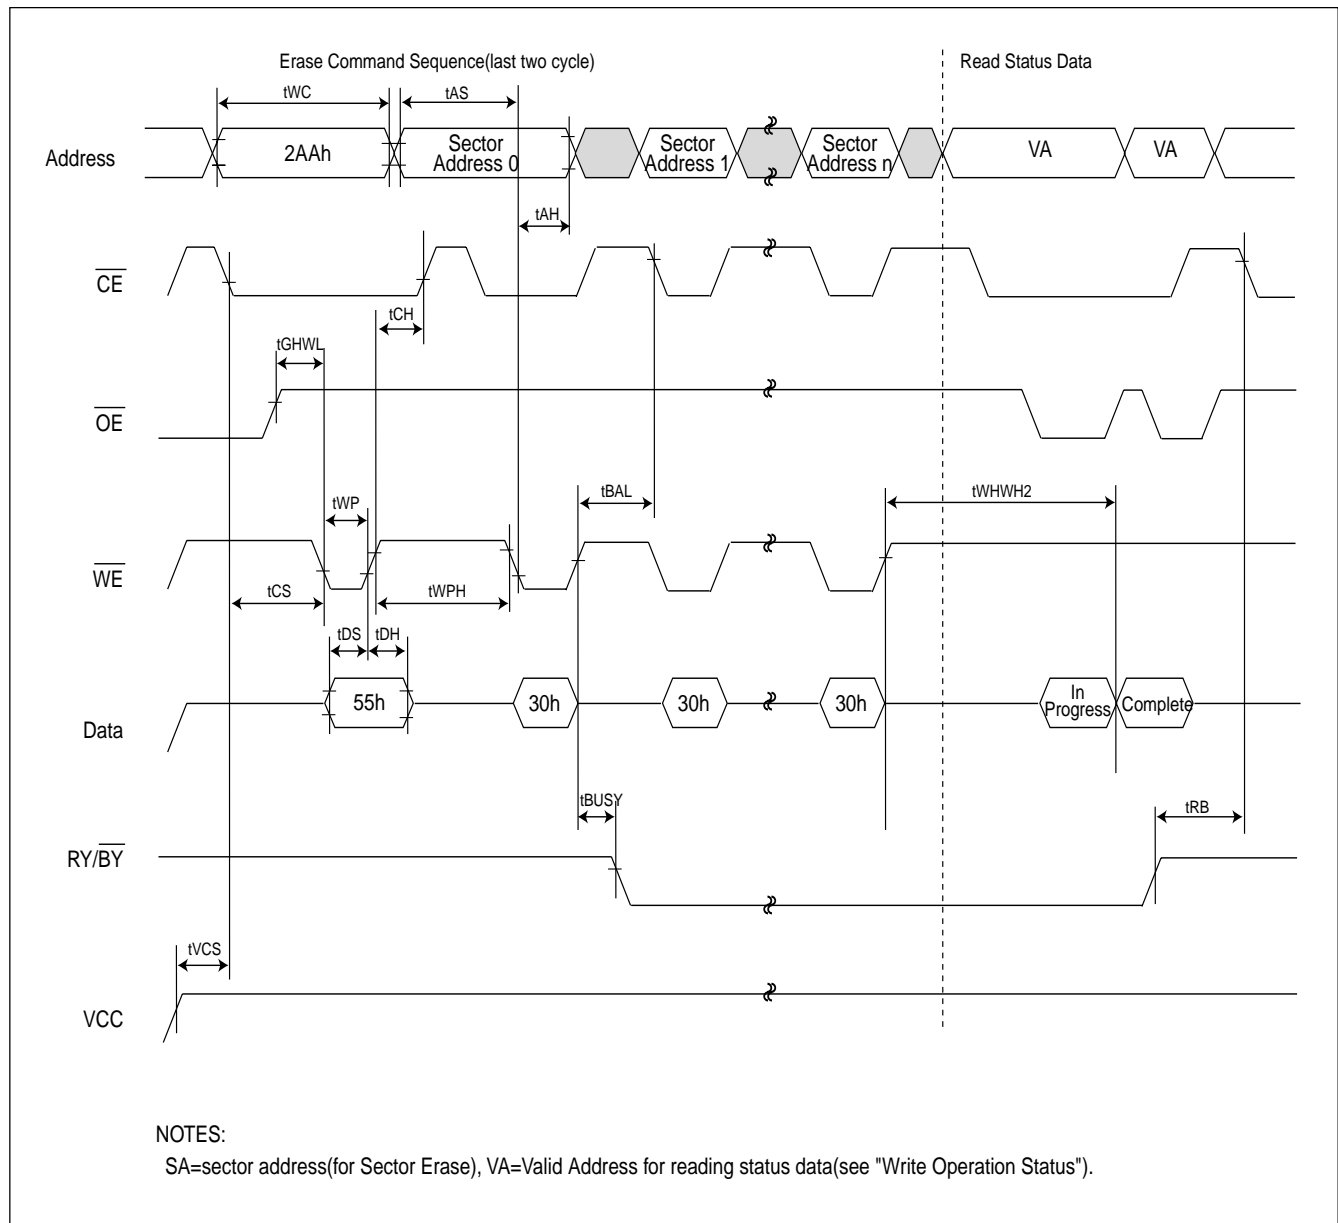 Erase Command Sequence(last two cycle)
Read Status Data
tWC
tAS
Address
2AAh
Sector
Address 0
Sector
Address 1
Sector
Address n
VA
VA
tAH
CE
tCH
tGHWL
OE
tWP
tBAL
tWHWH2
WE
tCS
tWPH
tDS
tDH
Data
55h
30h
30h
30h
In
Progress
Complete
tBUSY
tRB
RY/BY
tVCS
VCC
NOTES:
SA=sector address(for Sector Erase), VA=Valid Address for reading status data(see "Write Operation Status").